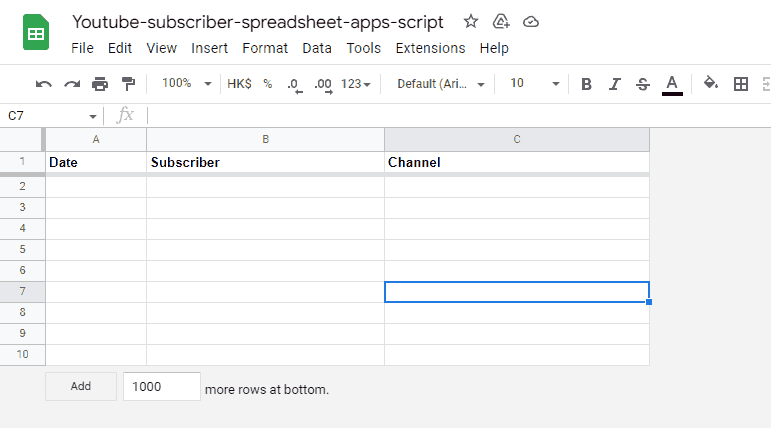 Youtube-subscriber-spreadsheet-apps-script
File Edit View Insert Format Data Tools Extensions Help
100% HK$ % .0 .00 123 Default (Ari... 10 B I S A
C7 fx
A B C
1 Date Subscriber Channel
2
3
4
5
6
7
8
9
10
Add 1000 more rows at bottom.